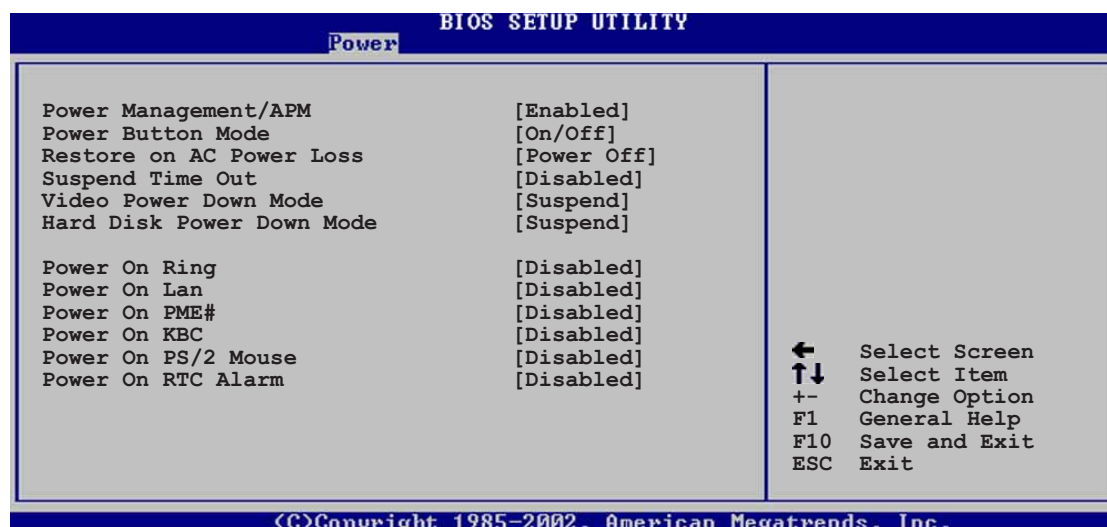 BIOS SETUP UTILITY
Power
Power Management/APM [Enabled]
Power Button Mode [On/Off]
Restore on AC Power Loss [Power Off]
Suspend Time Out [Disabled]
Video Power Down Mode [Suspend]
Hard Disk Power Down Mode [Suspend]
Power On Ring [Disabled]
Power On Lan [Disabled]
Power On PME# [Disabled]
Power On KBC [Disabled]
Power On PS/2 Mouse [Disabled]
Power On RTC Alarm [Disabled]
← Select Screen
↑↓ Select Item
+- Change Option
F1 General Help
F10 Save and Exit
ESC Exit
(C)Copyright 1985-2002, American Megatrends, Inc.